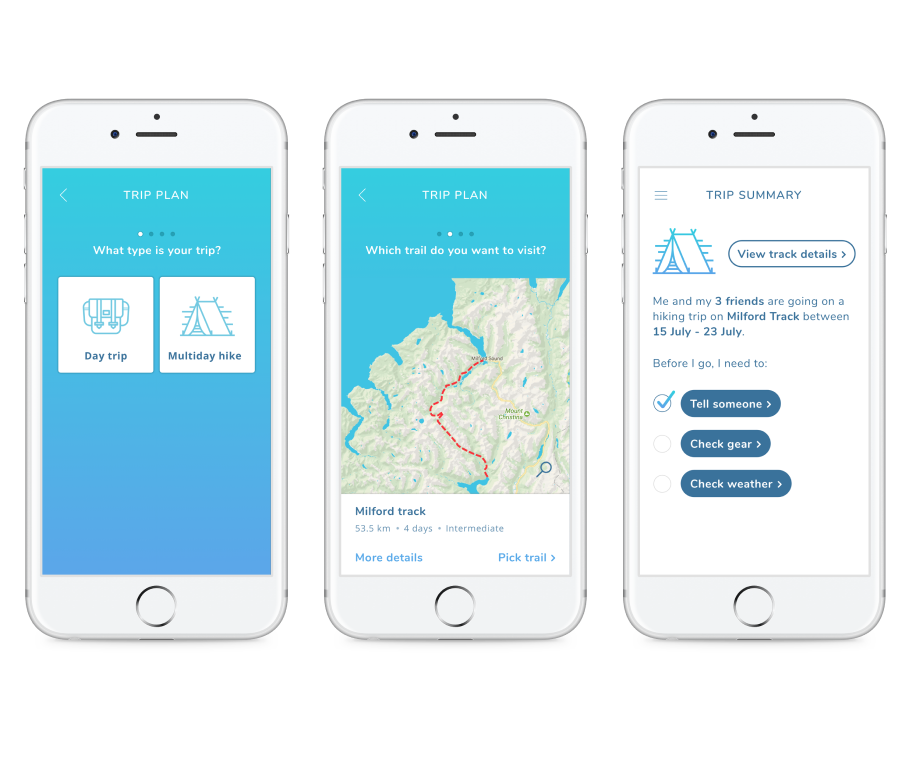 TRIP PLAN
What type is your trip?
Day trip
Multiday hike
TRIP PLAN
Which trail do you want to visit?
Milford Sound
Mount
Christina
Milford track
53.5 km • 4 days • Intermediate
More details
Pick trail >
TRIP SUMMARY
View track details >
Me and my 3 friends are going on a
hiking trip on Milford Track between
15 July - 23 July.
Before I go, I need to:
Tell someone >
Check gear >
Check weather >